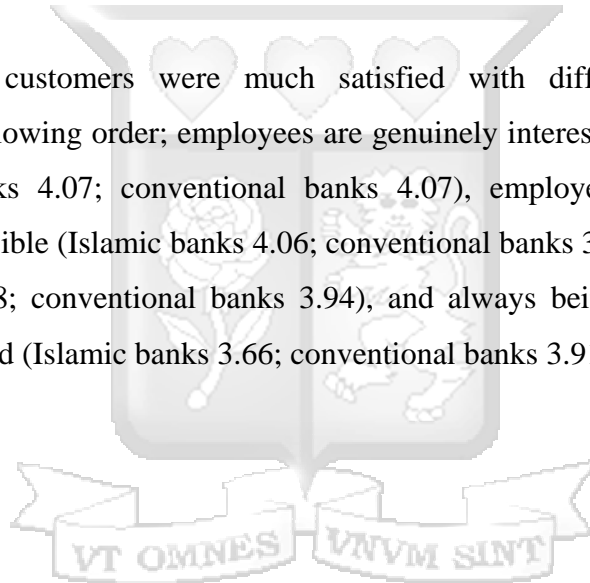 customers were much satisfied with diff
lowing order; employees are genuinely interes
ks 4.07; conventional banks 4.07), employe
ible (Islamic banks 4.06; conventional banks 3
8; conventional banks 3.94), and always bei
d (Islamic banks 3.66; conventional banks 3.9
VT OMNES VNVM SINT